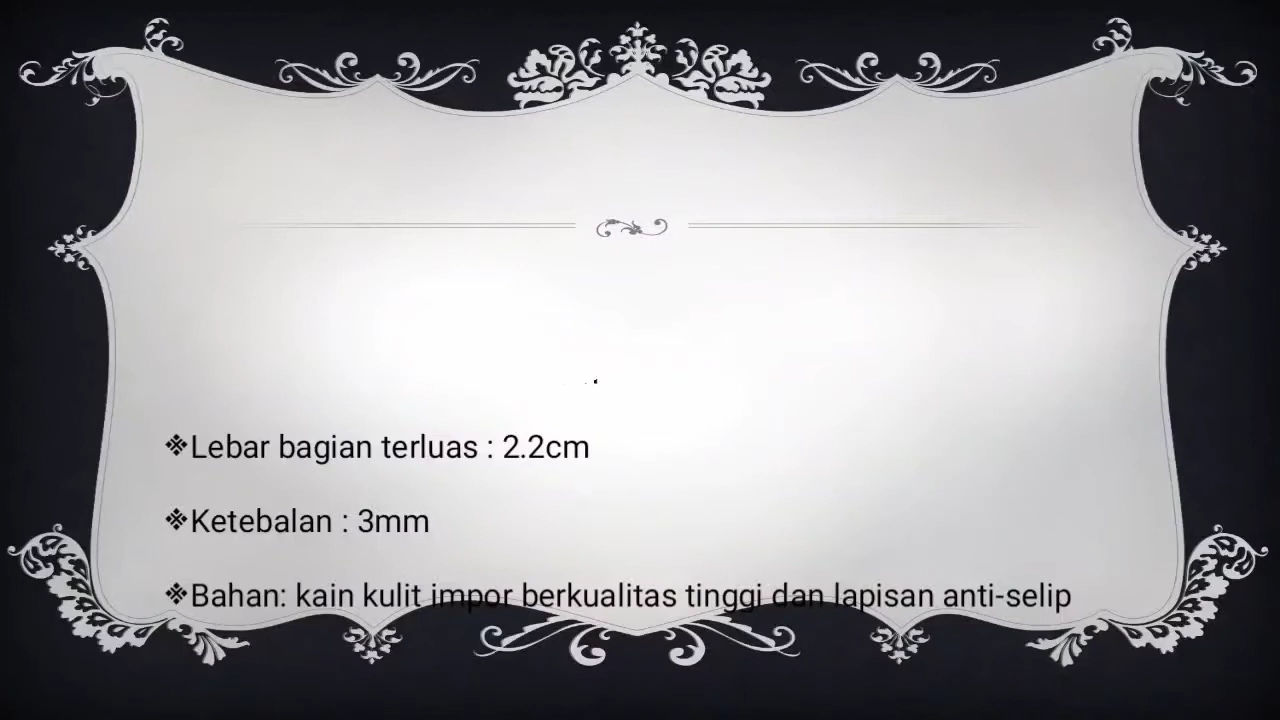 ❖Lebar bagian terluas : 2.2cm
❖Ketebalan : 3mm
❖Bahan: kain kulit impor berkualitas tinggi dan lapisan anti-selip